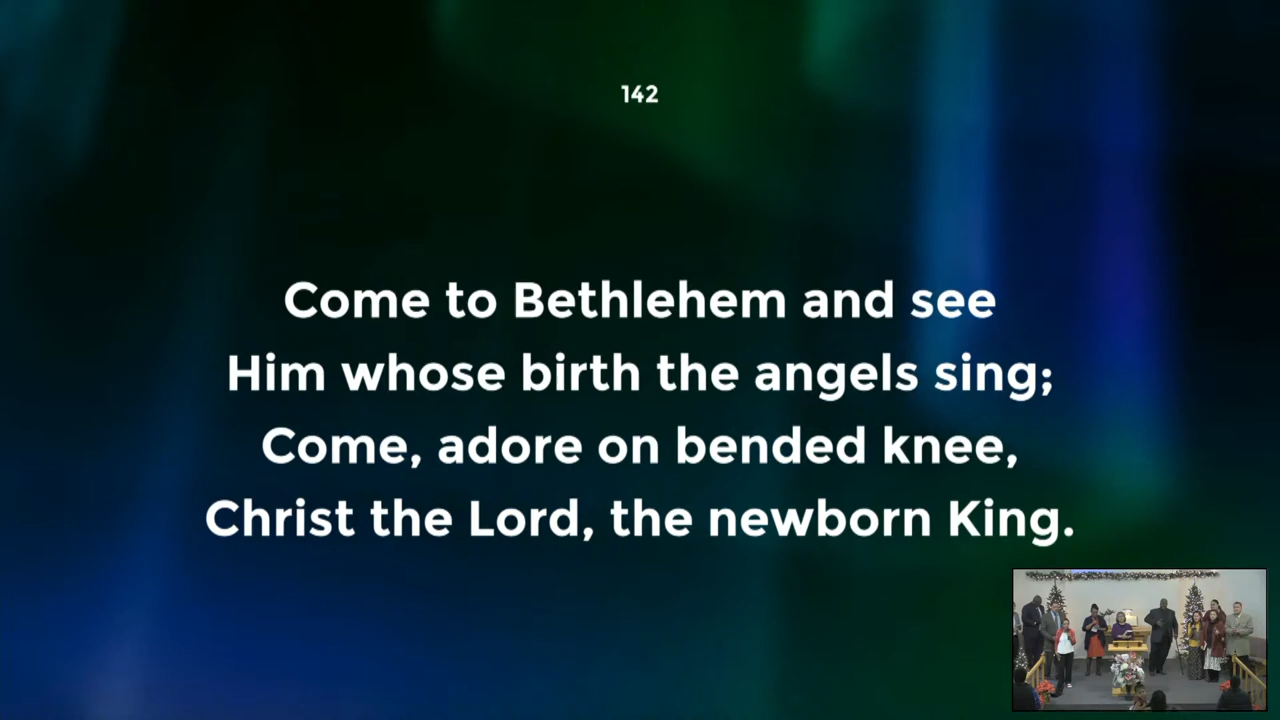 142
Come to Bethlehem and see
Him whose birth the angels sing;
Come, adore on bended knee,
Christ the Lord, the newborn King.